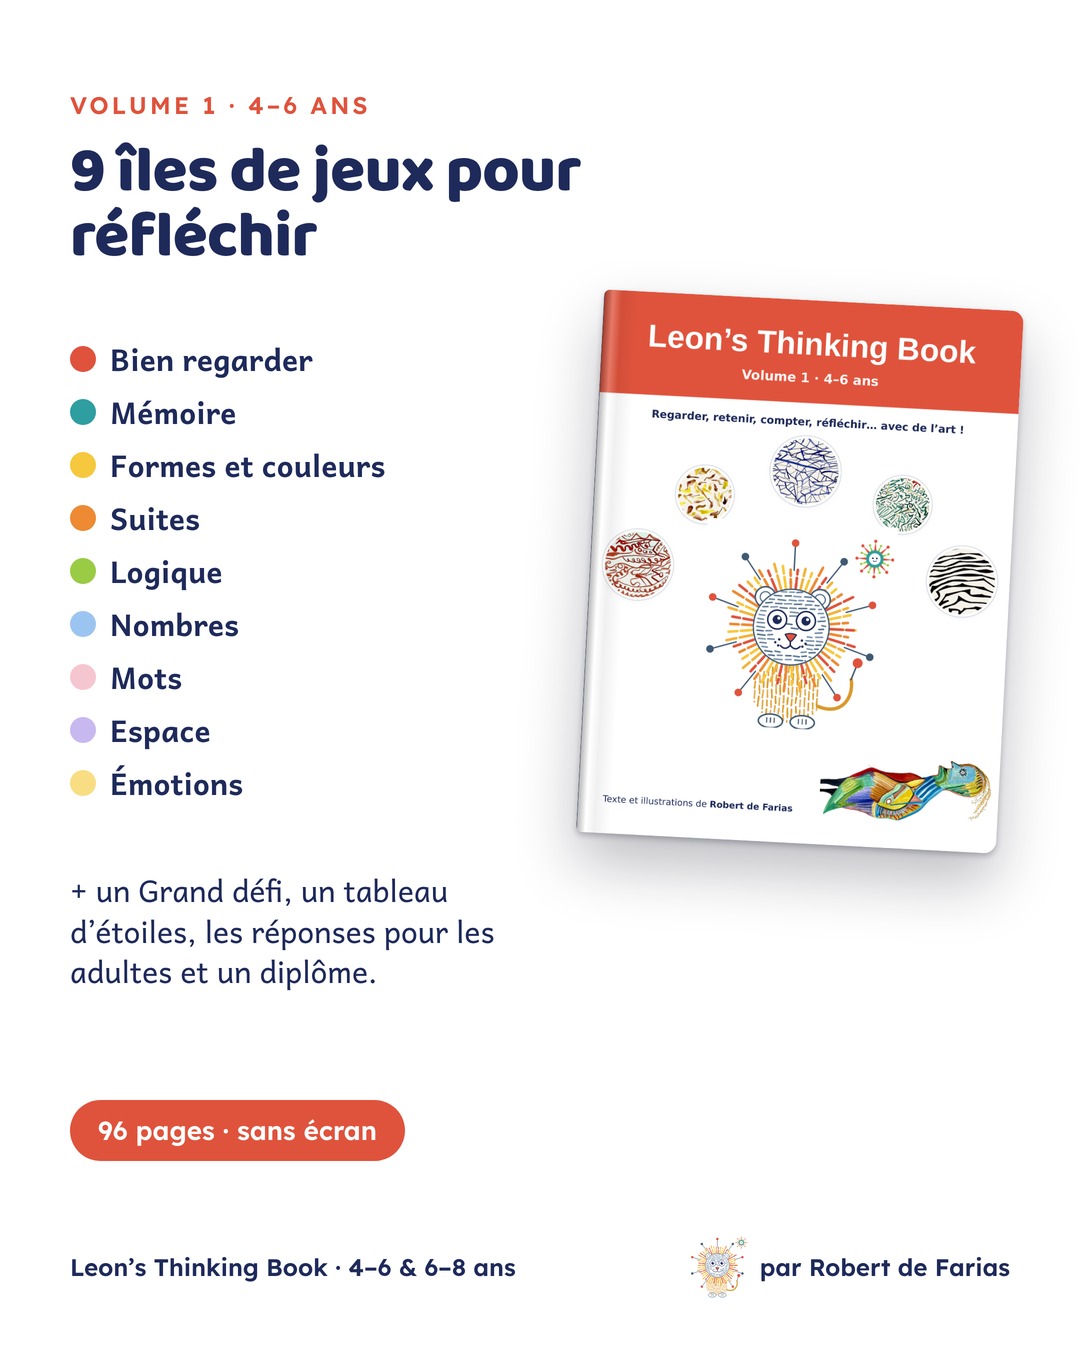 VOLUME 1 · 4–6 ANS
9 îles de jeux pour
réfléchir
Bien regarder
Mémoire
Formes et couleurs
Suites
Logique
Nombres
Mots
Espace
Émotions
+ un Grand défi, un tableau
d’étoiles, les réponses pour les
adultes et un diplôme.
96 pages · sans écran
Leon’s Thinking Book
Volume 1 · 4–6 ans
Regarder, retenir, compter, réfléchir… avec de l’art !
Texte et illustrations de Robert de Farias
Leon’s Thinking Book · 4–6 & 6–8 ans
par Robert de Farias